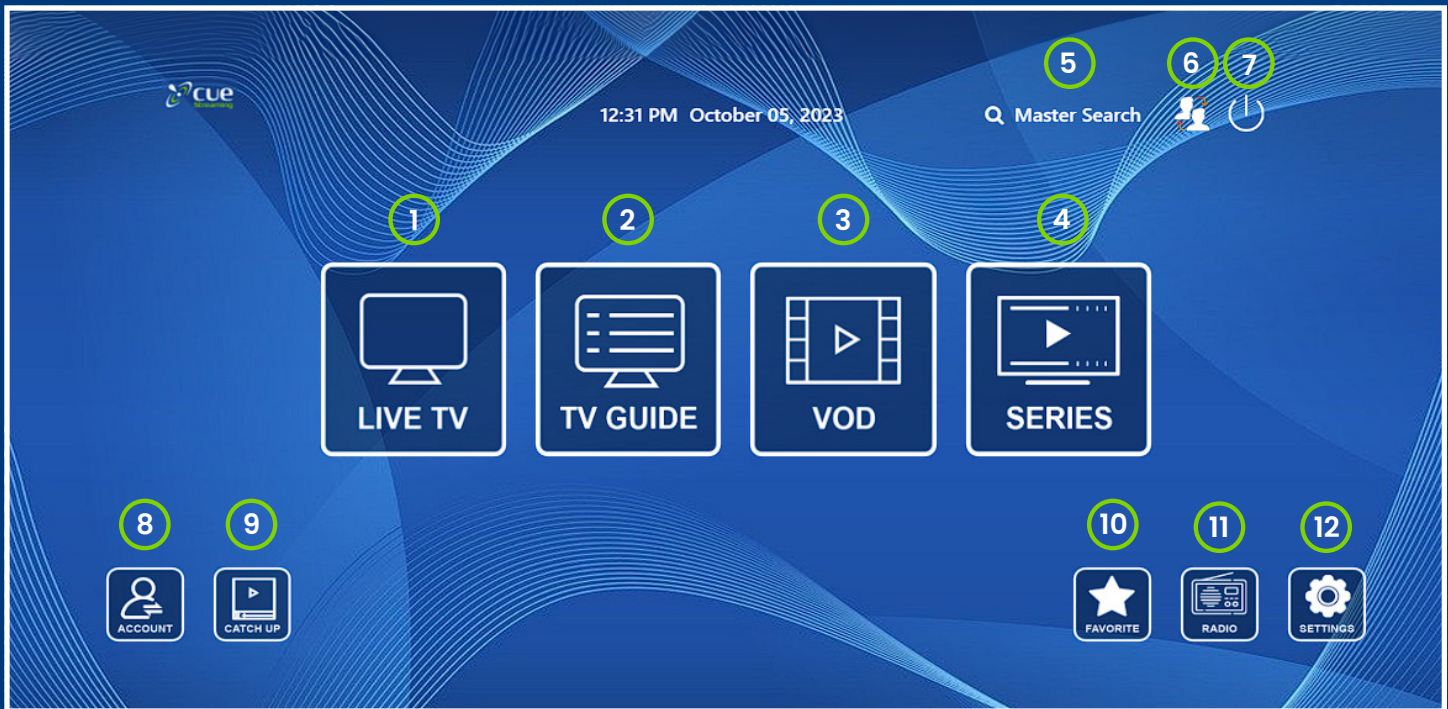 5 6 7
cue
Streaming
12:31 PM October 05, 2023 Master Search
1 2 3 4
LIVE TV TV GUIDE VOD SERIES
8 9 10 11 12
ACCOUNT CATCH UP FAVORITE RADIO SETTINGS